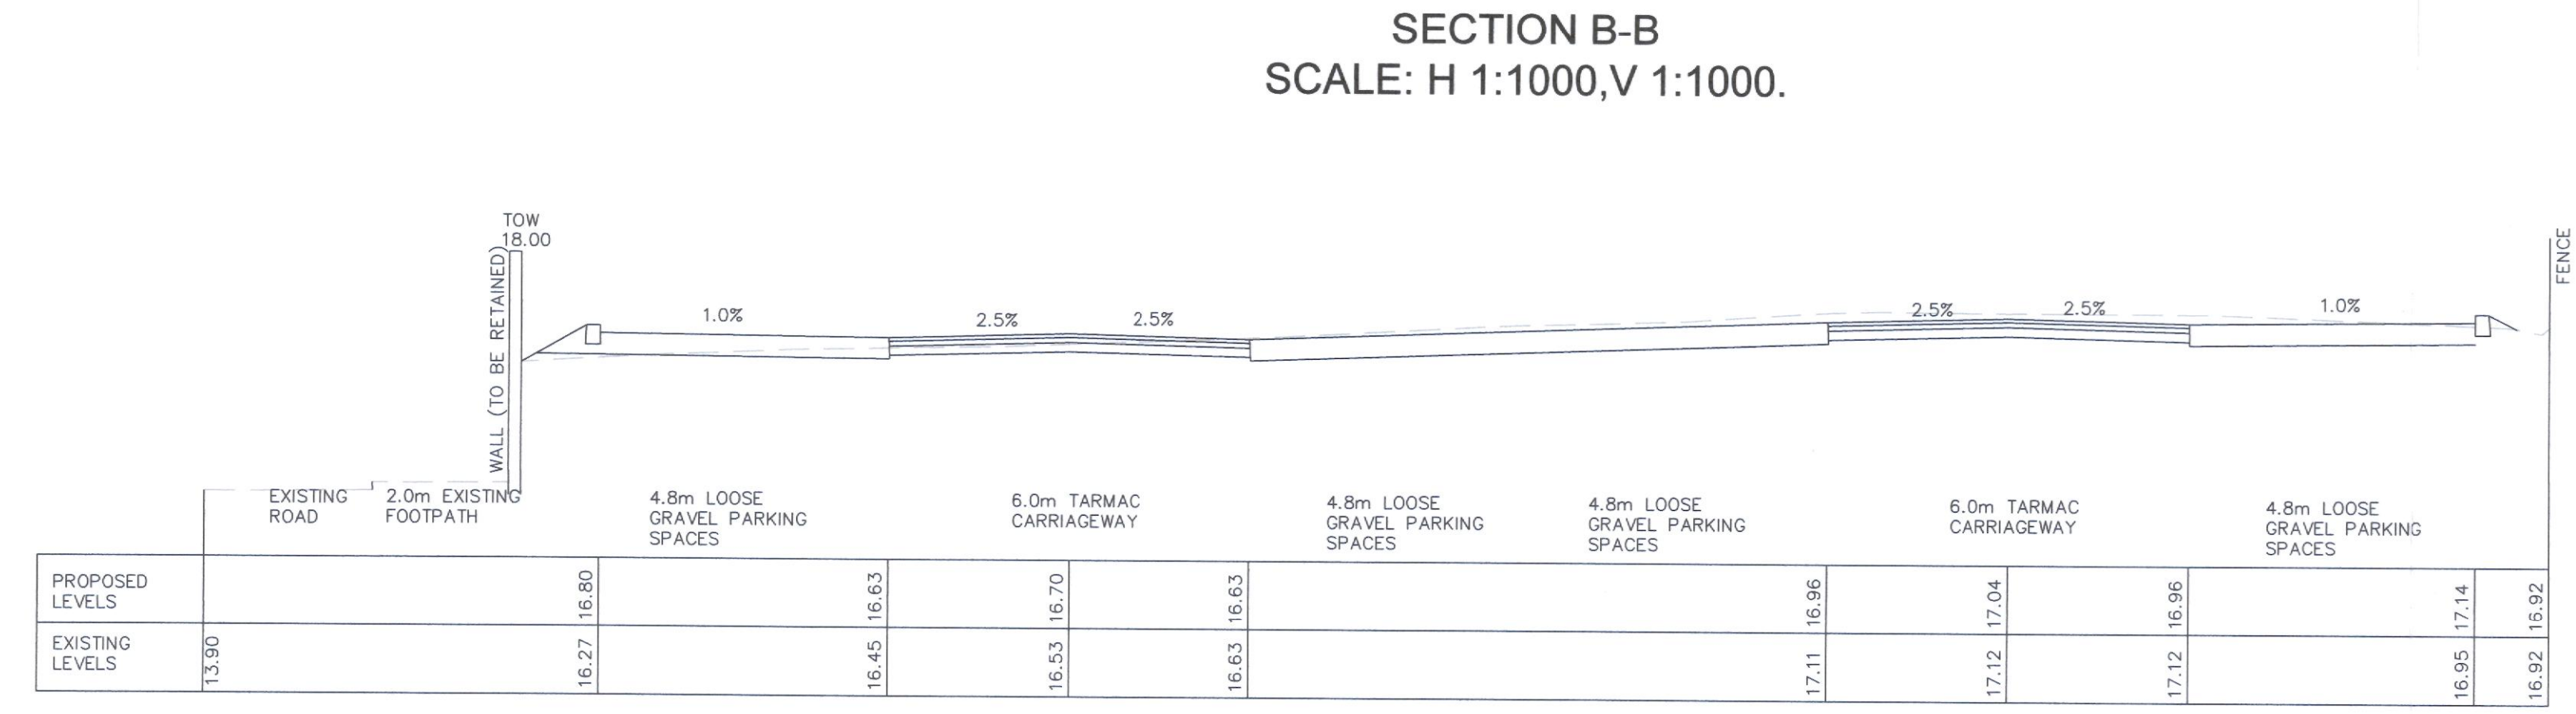 SECTION B-B
SCALE: H 1:1000,V 1:1000.
TOW
18.00
WALL (TO BE RETAINED)
1.0%
2.5%
2.5%
2.5%
2.5%
1.0%
FENCE
EXISTING
ROAD
2.0m EXISTING
FOOTPATH
4.8m LOOSE
GRAVEL PARKING
SPACES
6.0m TARMAC
CARRIAGEWAY
4.8m LOOSE
GRAVEL PARKING
SPACES
4.8m LOOSE
GRAVEL PARKING
SPACES
6.0m TARMAC
CARRIAGEWAY
4.8m LOOSE
GRAVEL PARKING
SPACES
PROPOSED
LEVELS
16.80
16.63
16.70
16.63
16.96
17.04
16.96
17.14
16.92
EXISTING
LEVELS
13.90
16.27
16.45
16.53
16.63
17.11
17.12
17.12
16.95
16.92